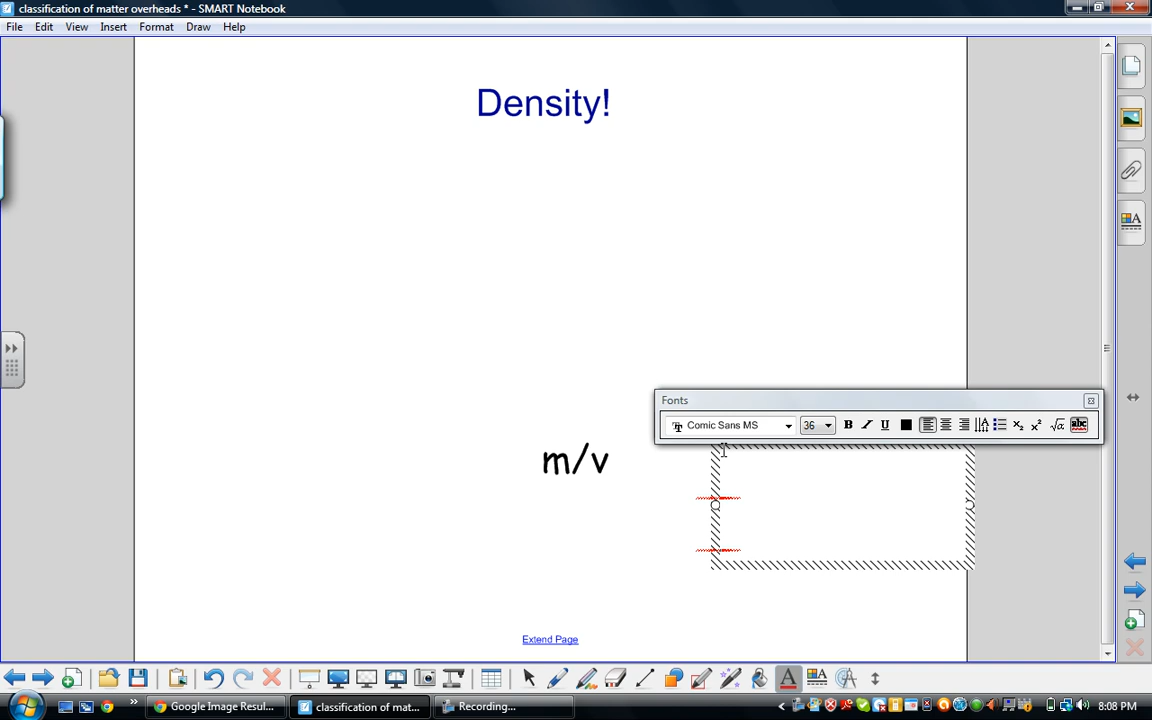 classification of matter overheads * - SMART Notebook
File Edit View Insert Format Draw Help
Density!
Fonts
Comic Sans MS 36 B I U abc
m/v
Extend Page
Google Image Resul... classification of mat... Recording... 8:08 PM